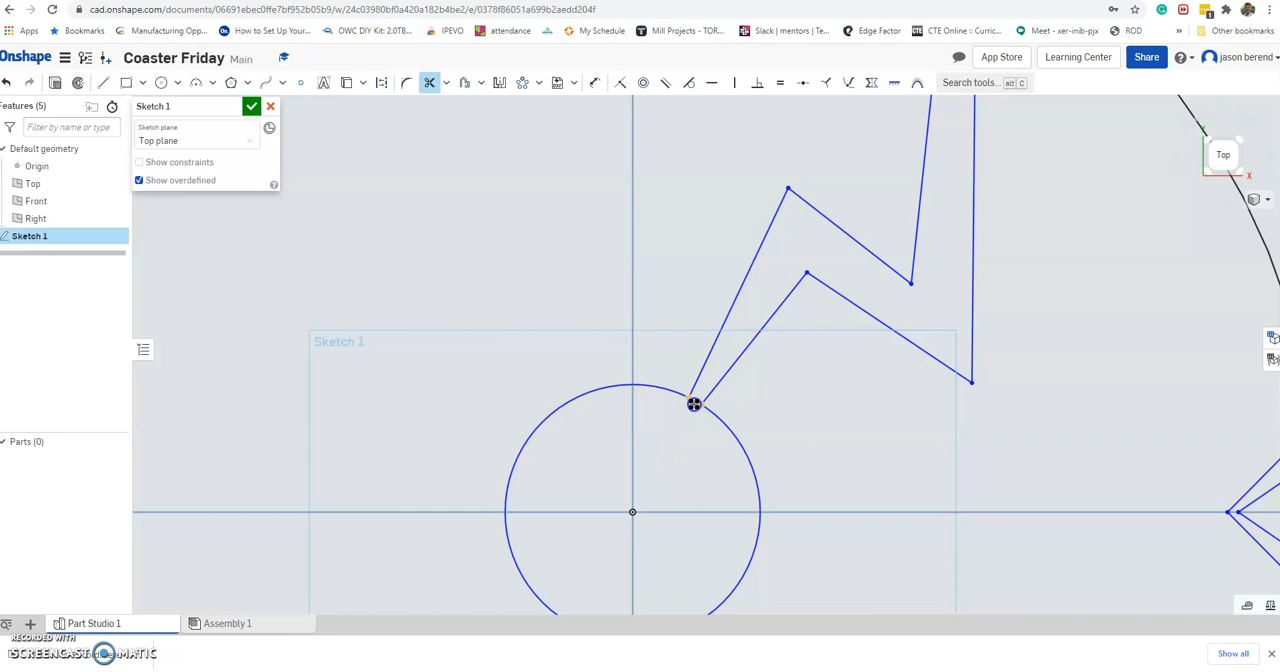 cad.onshape.com/documents/06691ebec0ffe7bf952b05b9/w/24c03980bf0a420a182b4be2/e/0378f86051a699b2aedd204f
Apps Bookmarks Manufacturing Opp... How to Set Up Your... OWC DIY Kit: 2.0TB... IPEVO attendance My Schedule Mill Projects - TOR... Slack | mentors | Te... Edge Factor CTE Online :: Curric... Meet - xer-inib-pjx ROD » Other bookmarks
Onshape Coaster Friday Main App Store Learning Center Share jason berend
Search tools... alt C
Features (5)
Sketch 1
Filter by name or type
Sketch plane
Top plane
Default geometry
Show constraints
Origin
Show overdefined
Top
Front
Right
Sketch 1
Top
Y
X
Sketch 1
Parts (0)
Part Studio 1 Assembly 1
RECORDED WITH
SCREENCAST MATIC
Show all